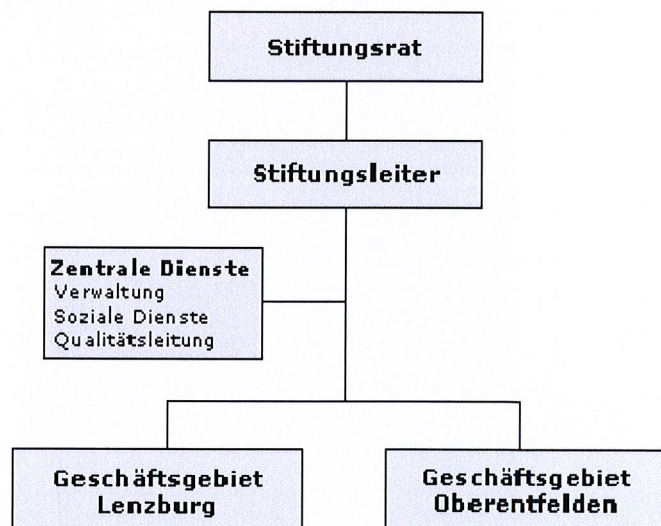 Stiftungsrat
Stiftungsleiter
Zentrale Dienste
Verwaltung
Soziale Dienste
Qualitätsleitung
Geschäftsgebiet
Lenzburg
Geschäftsgebiet
Oberentfelden